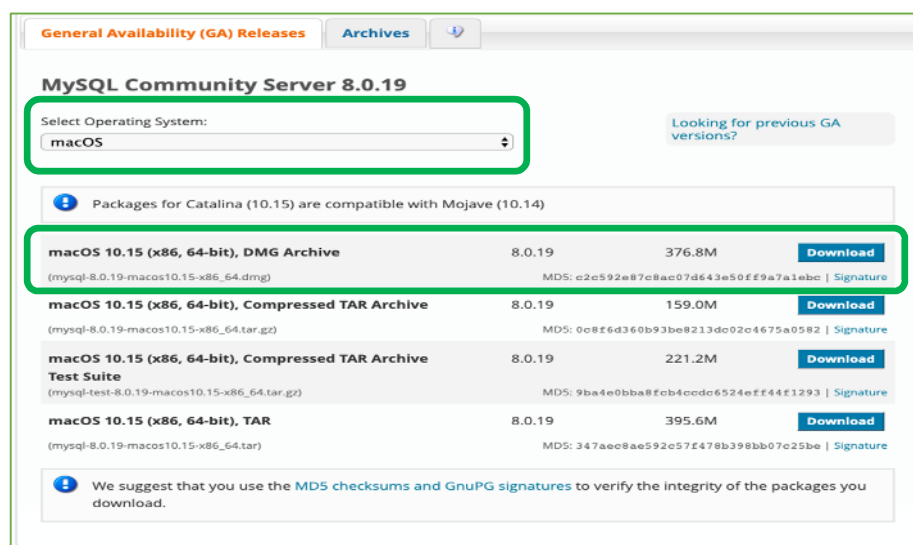 General Availability (GA) Releases
Archives
MySQL Community Server 8.0.19
Select Operating System:
macOS
Looking for previous GA
versions?
Packages for Catalina (10.15) are compatible with Mojave (10.14)
macOS 10.15 (x86, 64-bit), DMG Archive 8.0.19 376.8M Download
(mysql-8.0.19-macos10.15-x86_64.dmg) MD5: c2c592e87c8ac07d643e50ff9a7a1ebc | Signature
macOS 10.15 (x86, 64-bit), Compressed TAR Archive 8.0.19 159.0M Download
(mysql-8.0.19-macos10.15-x86_64.tar.gz) MD5: 0c8f6d360b93be8213dc02c4675a0582 | Signature
macOS 10.15 (x86, 64-bit), Compressed TAR Archive 8.0.19 221.2M Download
Test Suite
(mysql-test-8.0.19-macos10.15-x86_64.tar.gz) MD5: 9ba4e0bba8fcb4ccdc6524eff44f1293 | Signature
macOS 10.15 (x86, 64-bit), TAR 8.0.19 395.6M Download
(mysql-8.0.19-macos10.15-x86_64.tar) MD5: 347aec8ae592c57f478b398bb07c25be | Signature
We suggest that you use the MD5 checksums and GnuPG signatures to verify the integrity of the packages you
download.